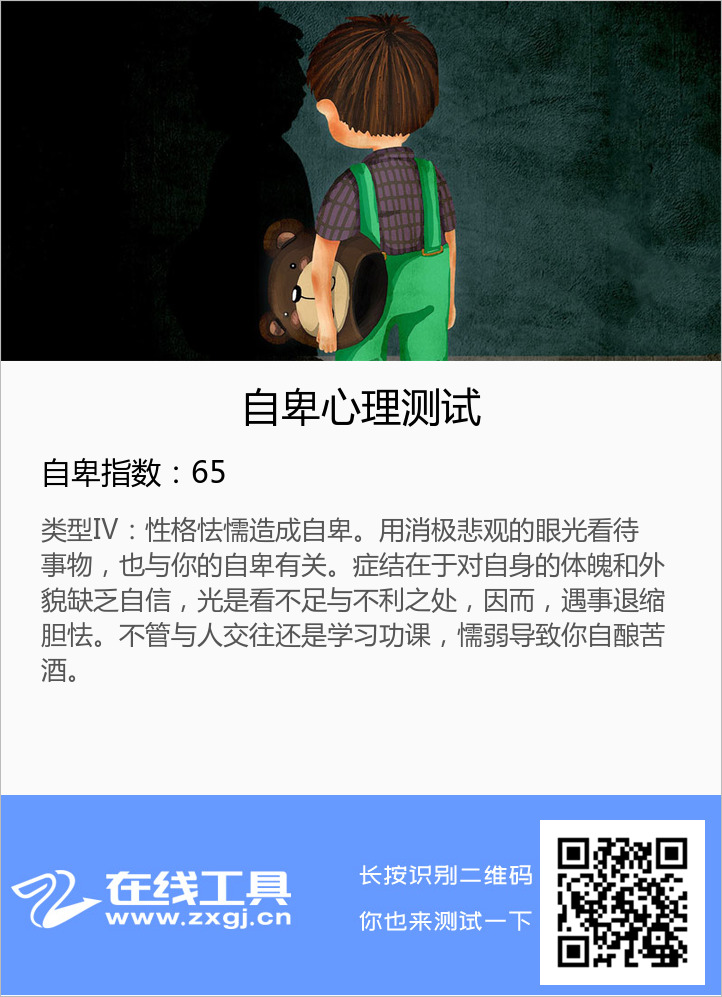 自卑心理测试
自卑指数：65
类型IV：性格怯懦造成自卑。用消极悲观的眼光看待
事物，也与你的自卑有关。症结在于对自身的体魄和外
貌缺乏自信，光是看不足与不利之处，因而，遇事退缩
胆怯。不管与人交往还是学习功课，懦弱导致你自酿苦
酒。
在线工具
www.zxgj.cn
长按识别二维码
你也来测试一下